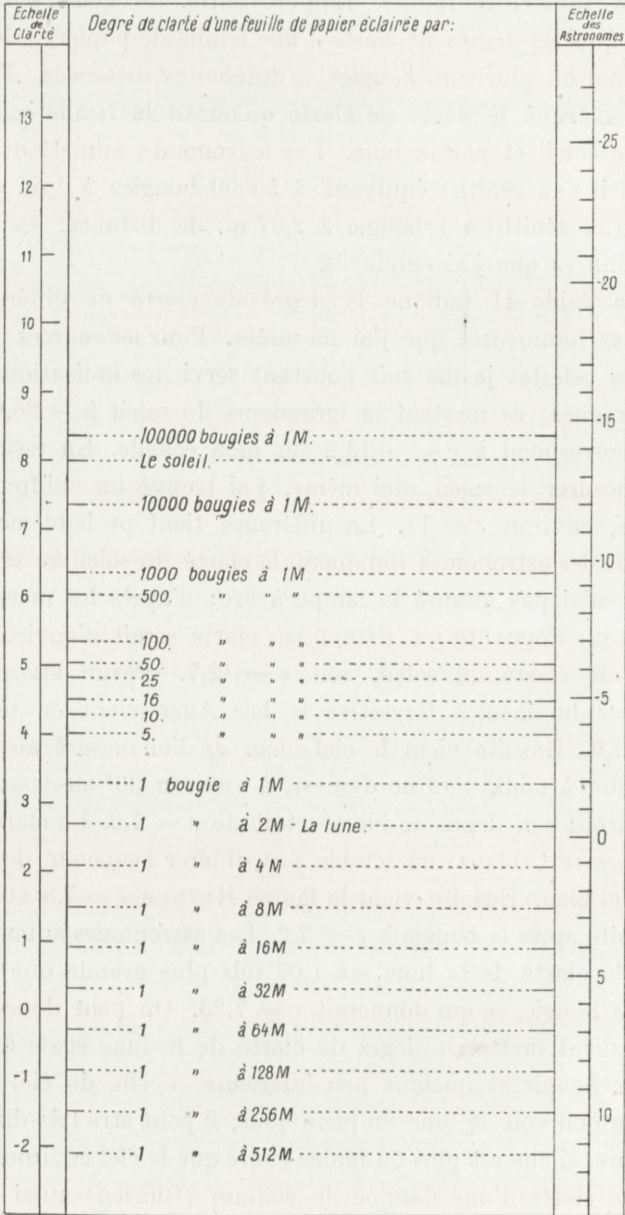 Echelle de Clarté
Degré de clarté d'une feuille de papier éclairée par:
Echelle des Astronomes
13
-25
12
11
-20
10
9
-15
100000 bougies à 1M.
8
Le soleil.
10000 bougies à 1M.
7
-10
1000 bougies à 1M
6
500. " "
100. " " "
5
50. " " "
25 " " "
-5
16 " " "
10. " " "
4
5. " " "
1 bougie à 1M
3
1 " à 2M La lune.
0
2
1 " à 4M
1 " à 8M
1
1 " à 16M
5
1 " à 32M
0
1 " à 64M
-1
1 " à 128M
1 " à 256M
10
-2
1 " à 512M